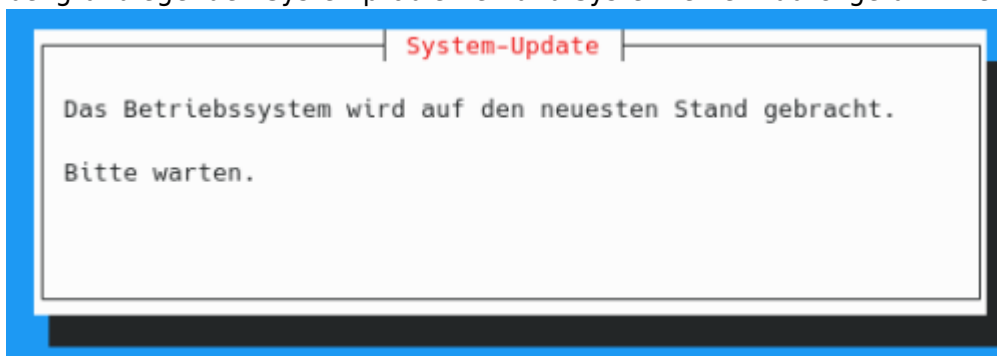 System-Update
Das Betriebssystem wird auf den neuesten Stand gebracht.
Bitte warten.